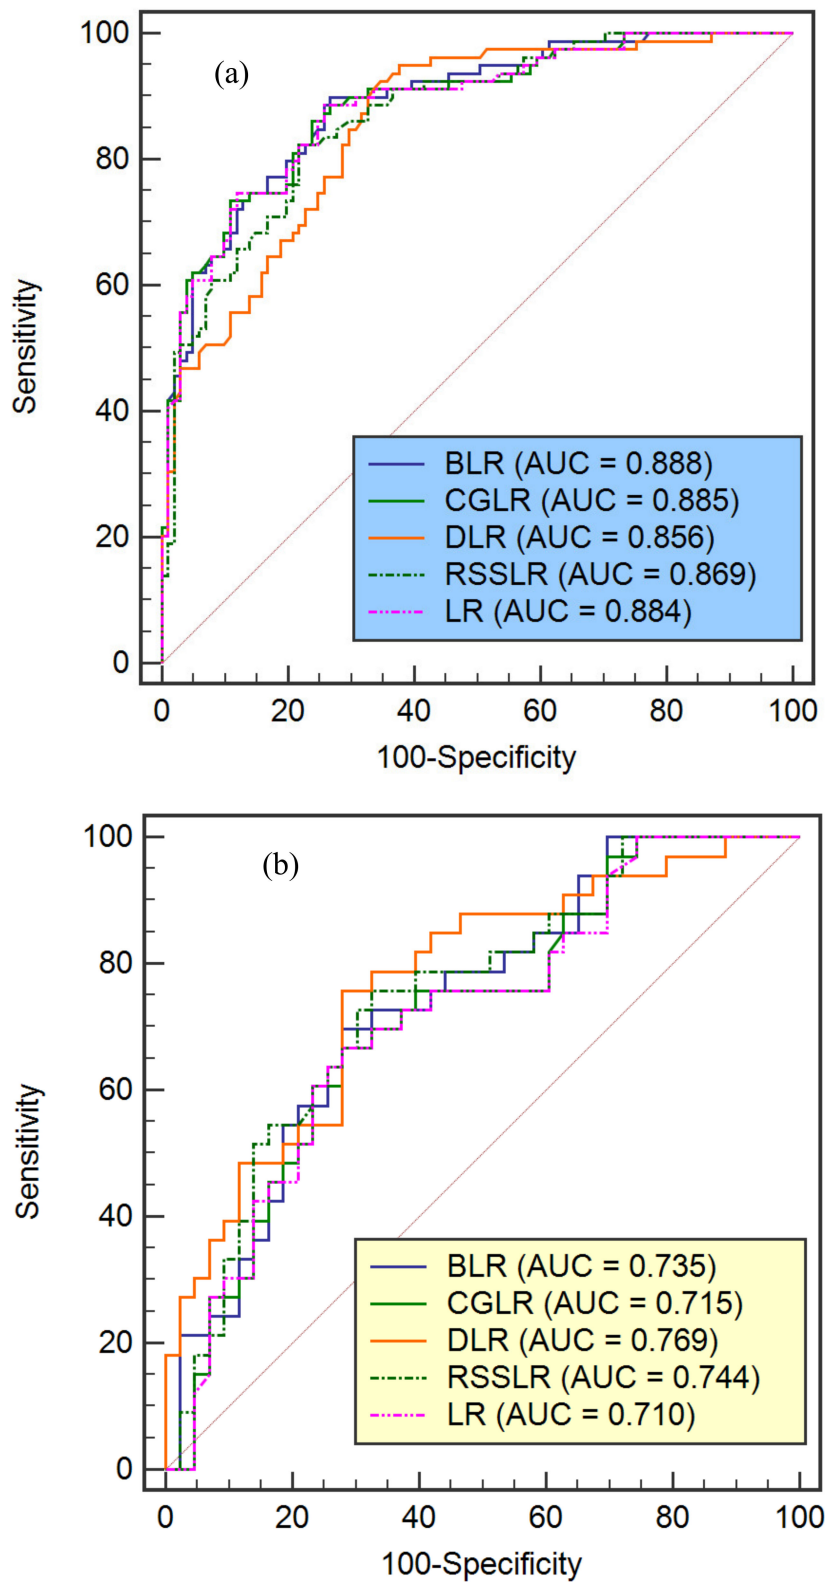 (a)
100
80
60
40
20
0
Sensitivity
BLR (AUC = 0.888)
CGLR (AUC = 0.885)
DLR (AUC = 0.856)
RSSLR (AUC = 0.869)
LR (AUC = 0.884)
0 20 40 60 80 100
100-Specificity
(b)
100
80
60
40
20
0
Sensitivity
BLR (AUC = 0.735)
CGLR (AUC = 0.715)
DLR (AUC = 0.769)
RSSLR (AUC = 0.744)
LR (AUC = 0.710)
0 20 40 60 80 100
100-Specificity